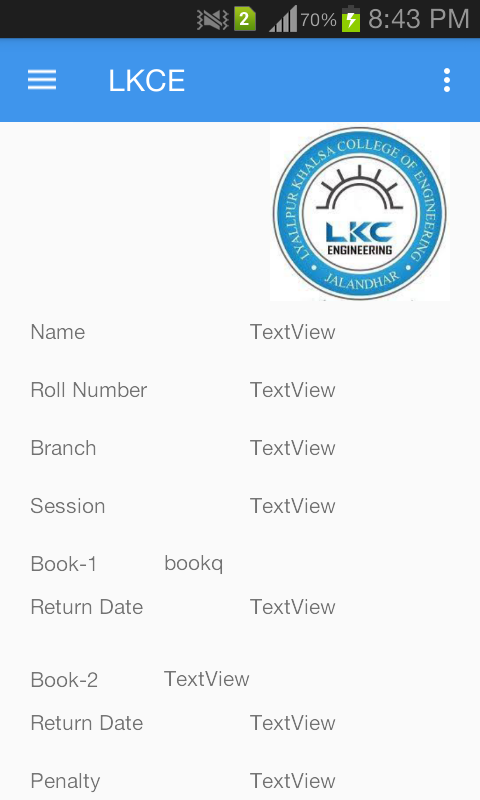 2 70% 8:43 PM
LKCE
LYALLPUR KHALSA COLLEGE OF ENGINEERING
LKC
ENGINEERING
• JALANDHAR •
Name TextView
Roll Number TextView
Branch TextView
Session TextView
Book-1 bookq
Return Date TextView
Book-2 TextView
Return Date TextView
Penalty TextView